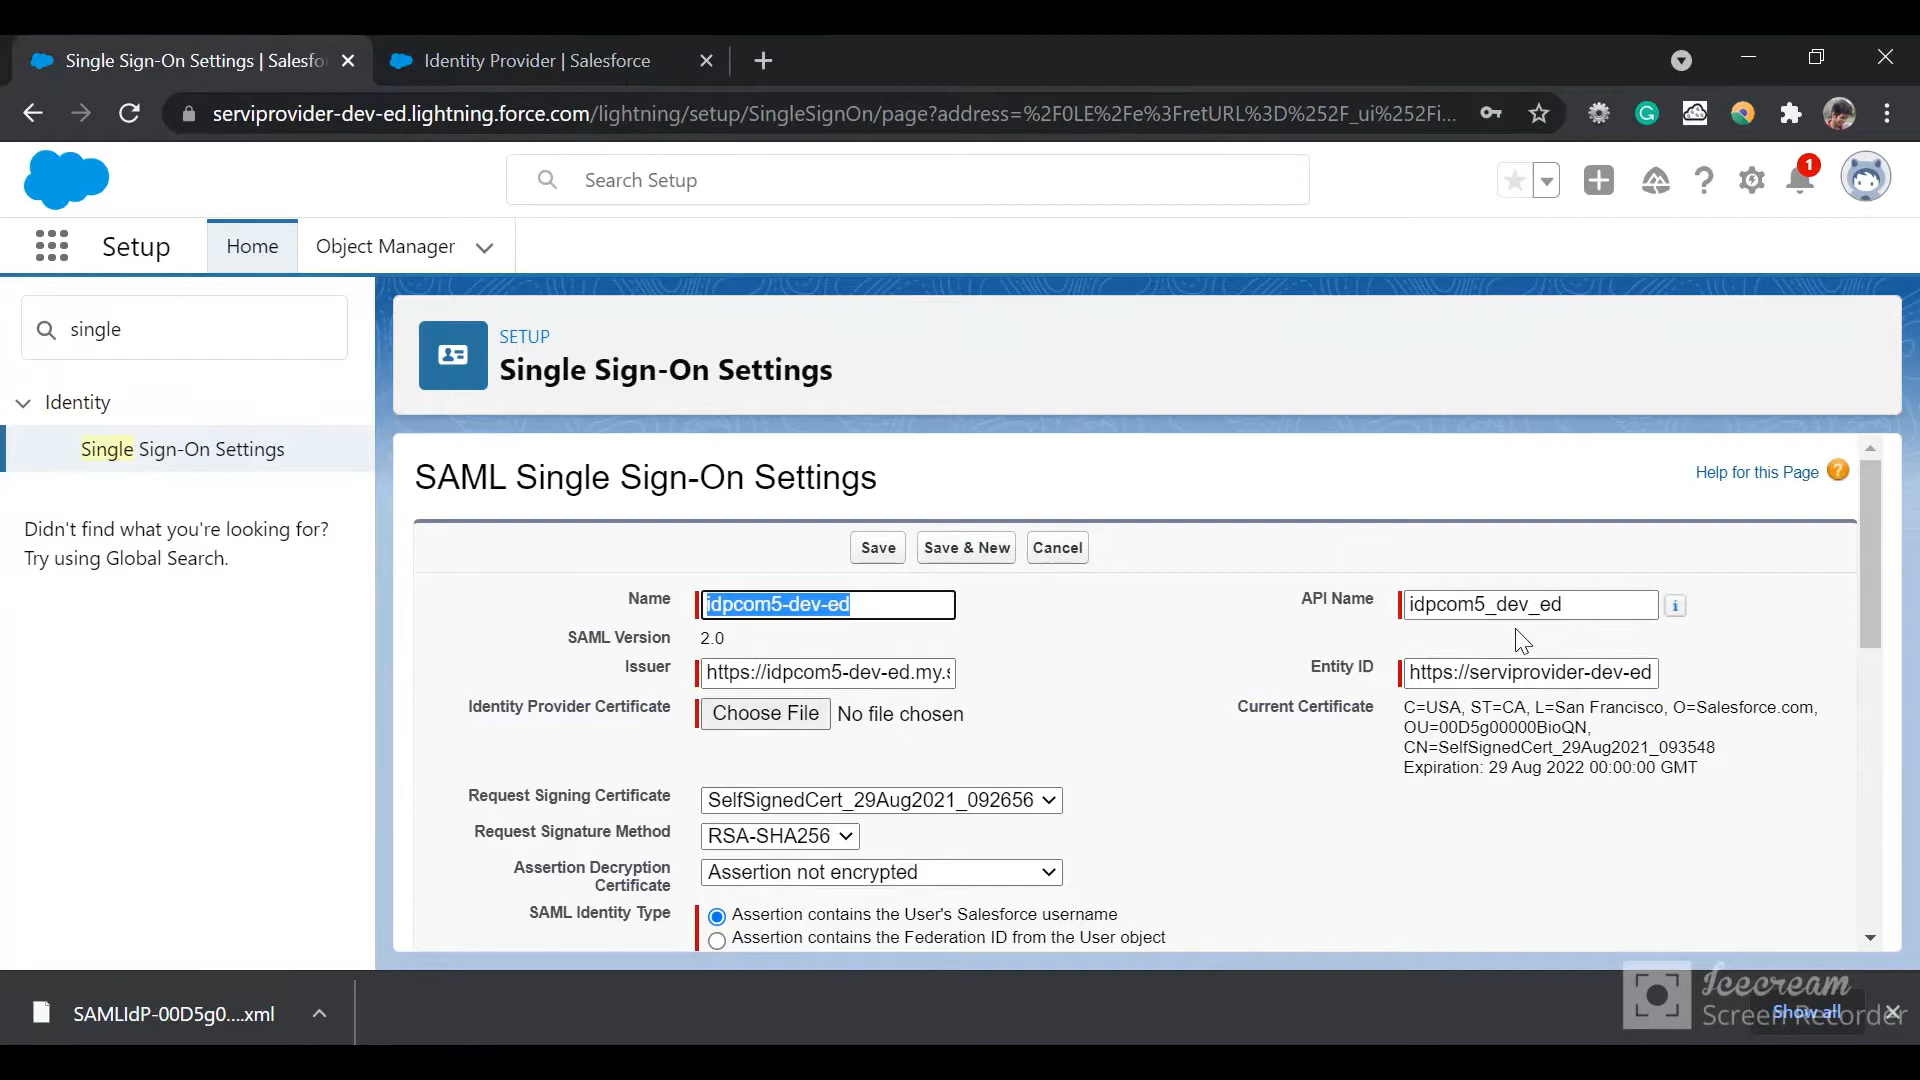 Single Sign-On Settings | Salesfo
Identity Provider | Salesforce
serviprovider-dev-ed.lightning.force.com/lightning/setup/SingleSignOn/page?address=%2F0LE%2Fe%3FretURL%3D%252F_ui%252Fi...
Search Setup
1
Setup
Home
Object Manager
single
Identity
Single Sign-On Settings
Didn't find what you're looking for?
Try using Global Search.
SETUP
Single Sign-On Settings
SAML Single Sign-On Settings
Help for this Page ?
Save
Save & New
Cancel
Name
idpcom5-dev-ed
API Name
idpcom5_dev_ed
i
SAML Version
2.0
Issuer
https://idpcom5-dev-ed.my.s
Entity ID
https://serviprovider-dev-ed
Identity Provider Certificate
Choose File No file chosen
Current Certificate
C=USA, ST=CA, L=San Francisco, O=Salesforce.com,
OU=00D5g00000BioQN,
CN=SelfSignedCert_29Aug2021_093548
Expiration: 29 Aug 2022 00:00:00 GMT
Request Signing Certificate
SelfSignedCert_29Aug2021_092656
Request Signature Method
RSA-SHA256
Assertion Decryption
Certificate
Assertion not encrypted
SAML Identity Type
Assertion contains the User's Salesforce username
Assertion contains the Federation ID from the User object
SAMLIdP-00D5g0....xml
Show all
Icecream
Screen Recorder